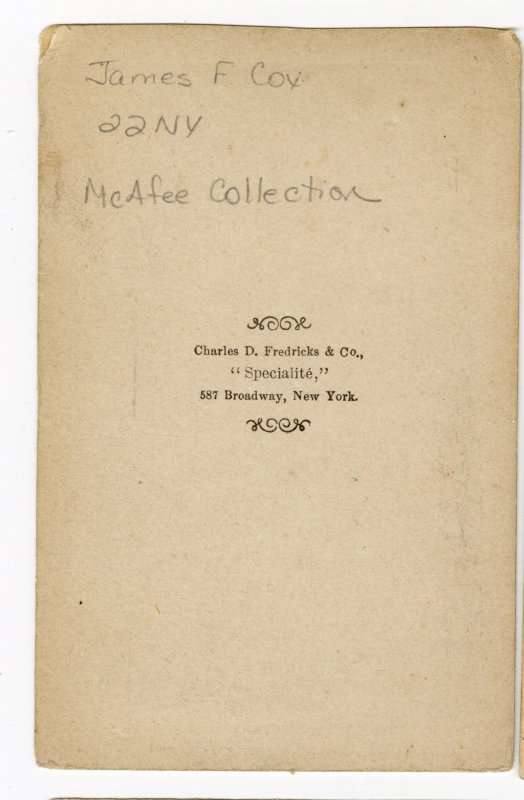 James F Cox
22NY
McAfee Collection
Charles D. Fredricks & Co.,
“Specialité,”
587 Broadway, New York.